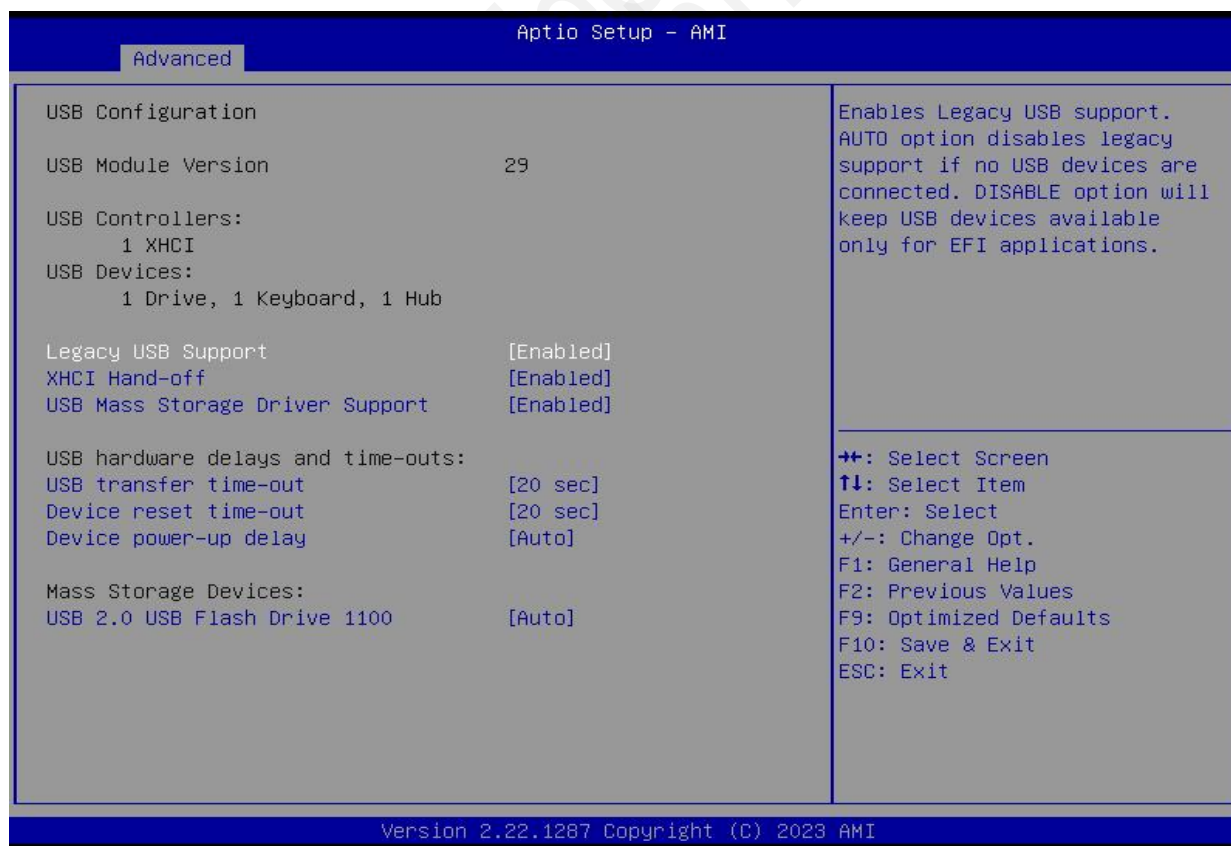 Aptio Setup – AMI
Advanced
USB Configuration
USB Module Version 29
USB Controllers:
1 XHCI
USB Devices:
1 Drive, 1 Keyboard, 1 Hub
Legacy USB Support [Enabled]
XHCI Hand-off [Enabled]
USB Mass Storage Driver Support [Enabled]
USB hardware delays and time-outs:
USB transfer time-out [20 sec]
Device reset time-out [20 sec]
Device power-up delay [Auto]
Mass Storage Devices:
USB 2.0 USB Flash Drive 1100 [Auto]
Enables Legacy USB support.
AUTO option disables legacy
support if no USB devices are
connected. DISABLE option will
keep USB devices available
only for EFI applications.
→←: Select Screen
↑↓: Select Item
Enter: Select
+/-: Change Opt.
F1: General Help
F2: Previous Values
F9: Optimized Defaults
F10: Save & Exit
ESC: Exit
Version 2.22.1287 Copyright (C) 2023 AMI